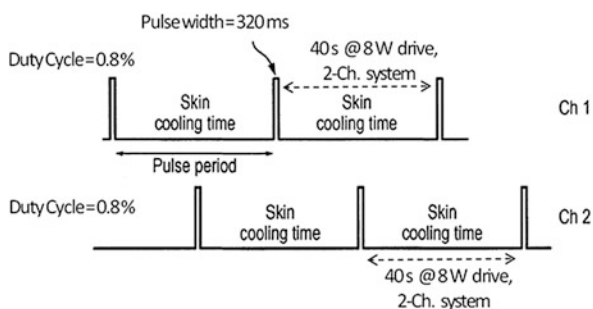 Pulse width=320 ms
Duty Cycle=0.8%
40 s @ 8 W drive,
2-Ch. system
Skin
cooling time
Skin
cooling time
Ch 1
Pulse period
Duty Cycle=0.8%
Skin
cooling time
Skin
cooling time
Ch 2
40 s @ 8 W drive,
2-Ch. system